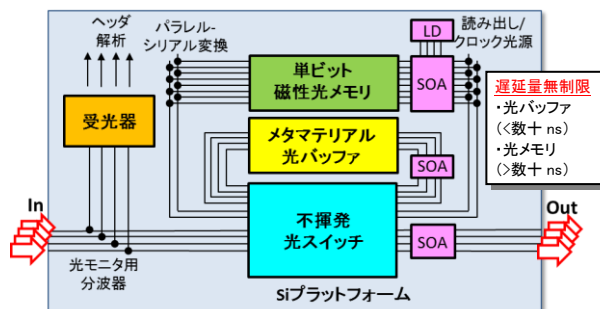 ヘッダ
解析
パラレル-
シリアル変換
LD
読み出し/
クロック光源
単ビット
磁性光メモリ
SOA
遅延量無制限
・光バッファ
(<数十 ns)
・光メモリ
(>数十 ns)
受光器
メタマテリアル
光バッファ
SOA
In
不揮発
光スイッチ
SOA
Out
光モニタ用
分波器
Siプラットフォーム